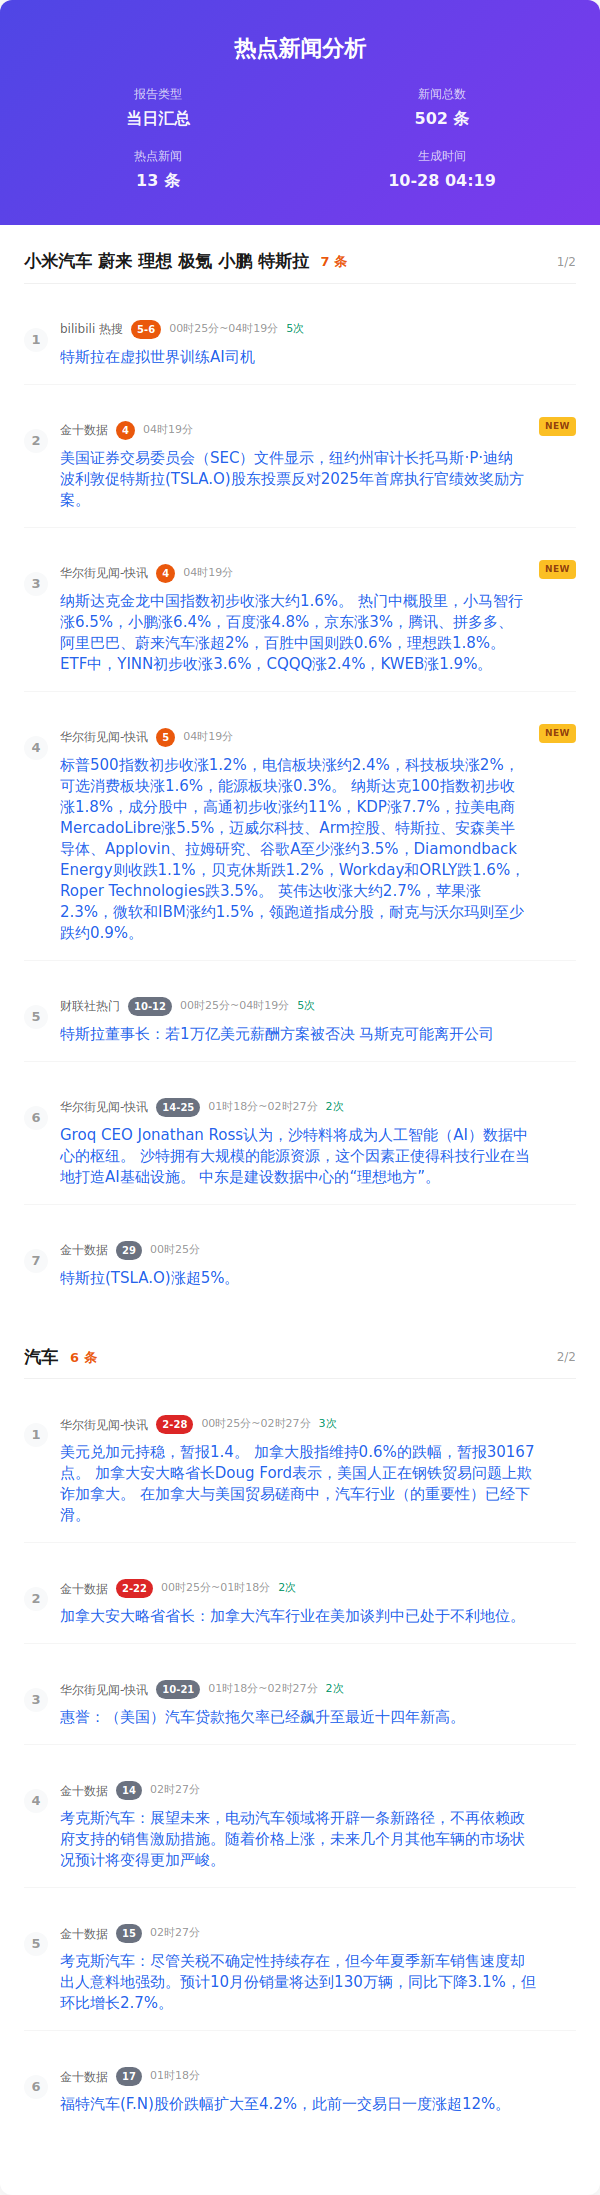 热点新闻分析
报告类型
当日汇总
新闻总数
502 条
热点新闻
13 条
生成时间
10-28 04:19
小米汽车 蔚来 理想 极氪 小鹏 特斯拉 7 条 1/2
1
bilibili 热搜 5-6 00时25分~04时19分 5次
特斯拉在虚拟世界训练AI司机
2
金十数据 4 04时19分 NEW
美国证券交易委员会（SEC）文件显示，纽约州审计长托马斯·P·迪纳
波利敦促特斯拉(TSLA.O)股东投票反对2025年首席执行官绩效奖励方
案。
3
华尔街见闻-快讯 4 04时19分 NEW
纳斯达克金龙中国指数初步收涨大约1.6%。 热门中概股里，小马智行
涨6.5%，小鹏涨6.4%，百度涨4.8%，京东涨3%，腾讯、拼多多、
阿里巴巴、蔚来汽车涨超2%，百胜中国则跌0.6%，理想跌1.8%。
ETF中，YINN初步收涨3.6%，CQQQ涨2.4%，KWEB涨1.9%。
4
华尔街见闻-快讯 5 04时19分 NEW
标普500指数初步收涨1.2%，电信板块涨约2.4%，科技板块涨2%，
可选消费板块涨1.6%，能源板块涨0.3%。 纳斯达克100指数初步收
涨1.8%，成分股中，高通初步收涨约11%，KDP涨7.7%，拉美电商
MercadoLibre涨5.5%，迈威尔科技、Arm控股、特斯拉、安森美半
导体、Applovin、拉姆研究、谷歌A至少涨约3.5%，Diamondback
Energy则收跌1.1%，贝克休斯跌1.2%，Workday和ORLY跌1.6%，
Roper Technologies跌3.5%。 英伟达收涨大约2.7%，苹果涨
2.3%，微软和IBM涨约1.5%，领跑道指成分股，耐克与沃尔玛则至少
跌约0.9%。
5
财联社热门 10-12 00时25分~04时19分 5次
特斯拉董事长：若1万亿美元薪酬方案被否决 马斯克可能离开公司
6
华尔街见闻-快讯 14-25 01时18分~02时27分 2次
Groq CEO Jonathan Ross认为，沙特料将成为人工智能（AI）数据中
心的枢纽。 沙特拥有大规模的能源资源，这个因素正使得科技行业在当
地打造AI基础设施。 中东是建设数据中心的“理想地方”。
7
金十数据 29 00时25分
特斯拉(TSLA.O)涨超5%。
汽车 6 条 2/2
1
华尔街见闻-快讯 2-28 00时25分~02时27分 3次
美元兑加元持稳，暂报1.4。 加拿大股指维持0.6%的跌幅，暂报30167
点。 加拿大安大略省长Doug Ford表示，美国人正在钢铁贸易问题上欺
诈加拿大。 在加拿大与美国贸易磋商中，汽车行业（的重要性）已经下
滑。
2
金十数据 2-22 00时25分~01时18分 2次
加拿大安大略省省长：加拿大汽车行业在美加谈判中已处于不利地位。
3
华尔街见闻-快讯 10-21 01时18分~02时27分 2次
惠誉：（美国）汽车贷款拖欠率已经飙升至最近十四年新高。
4
金十数据 14 02时27分
考克斯汽车：展望未来，电动汽车领域将开辟一条新路径，不再依赖政
府支持的销售激励措施。随着价格上涨，未来几个月其他车辆的市场状
况预计将变得更加严峻。
5
金十数据 15 02时27分
考克斯汽车：尽管关税不确定性持续存在，但今年夏季新车销售速度却
出人意料地强劲。预计10月份销量将达到130万辆，同比下降3.1%，但
环比增长2.7%。
6
金十数据 17 01时18分
福特汽车(F.N)股价跌幅扩大至4.2%，此前一交易日一度涨超12%。